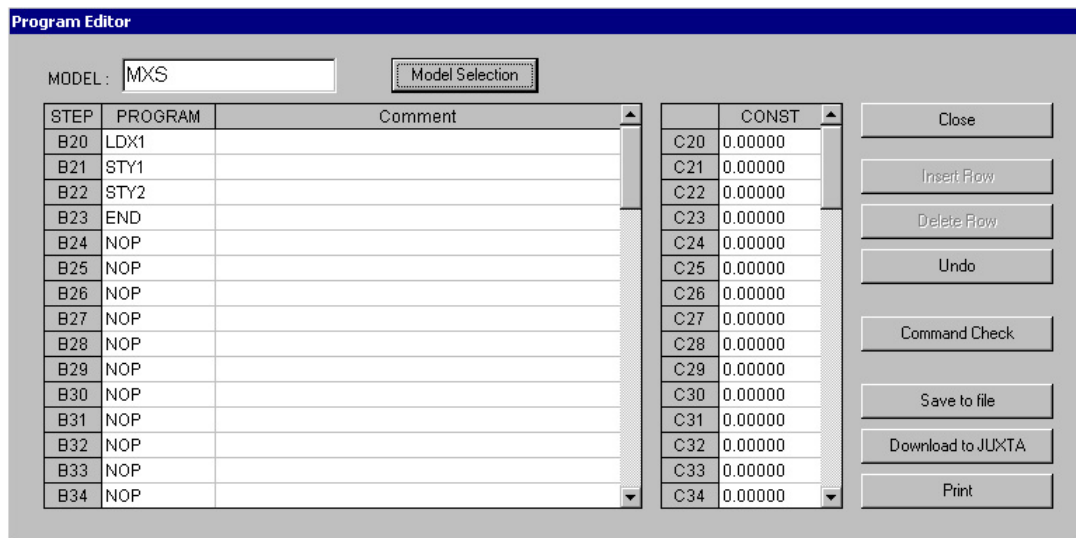 Program Editor
MODEL : MXS Model Selection
STEP PROGRAM Comment CONST Close
B20 LDX1 C20 0.00000
B21 STY1 C21 0.00000 Insert Row
B22 STY2 C22 0.00000
B23 END C23 0.00000 Delete Row
B24 NOP C24 0.00000
B25 NOP C25 0.00000 Undo
B26 NOP C26 0.00000
B27 NOP C27 0.00000
B28 NOP C28 0.00000 Command Check
B29 NOP C29 0.00000
B30 NOP C30 0.00000 Save to file
B31 NOP C31 0.00000
B32 NOP C32 0.00000 Download to JUXTA
B33 NOP C33 0.00000
B34 NOP C34 0.00000 Print